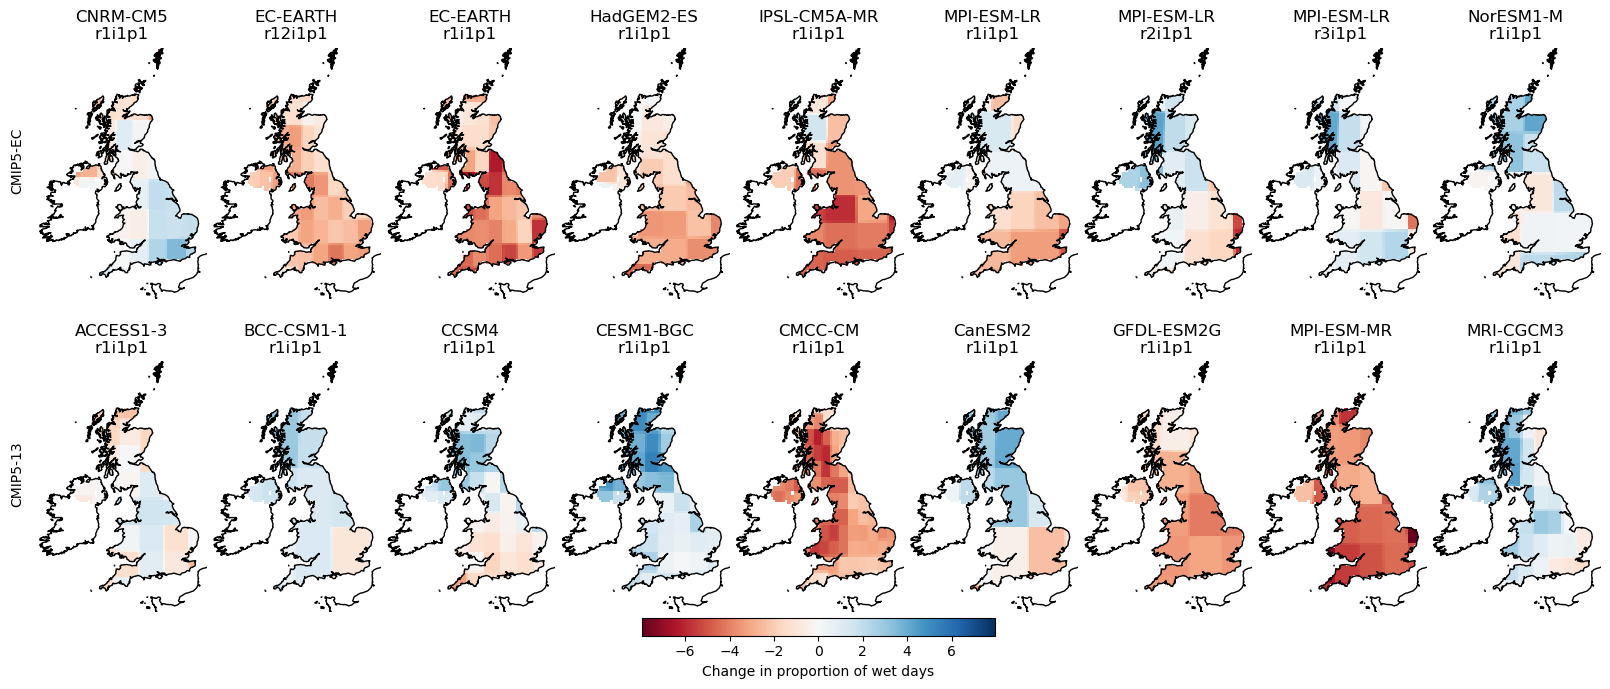 CNRM-CM5 EC-EARTH EC-EARTH HadGEM2-ES IPSL-CM5A-MR MPI-ESM-LR MPI-ESM-LR MPI-ESM-LR NorESM1-M
r1i1p1 r12i1p1 r1i1p1 r1i1p1 r1i1p1 r1i1p1 r2i1p1 r3i1p1 r1i1p1
CMIP5-EC
ACCESS1-3 BCC-CSM1-1 CCSM4 CESM1-BGC CMCC-CM CanESM2 GFDL-ESM2G MPI-ESM-MR MRI-CGCM3
r1i1p1 r1i1p1 r1i1p1 r1i1p1 r1i1p1 r1i1p1 r1i1p1 r1i1p1 r1i1p1
CMIP5-13
−6 −4 −2 0 2 4 6
Change in proportion of wet days